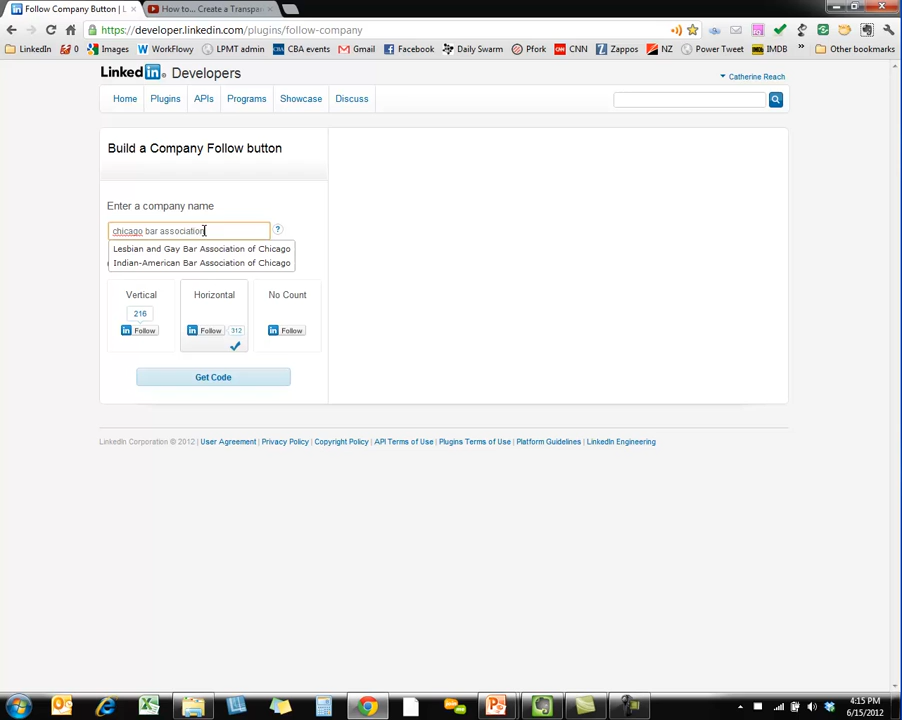 Follow Company Button | L
How to... Create a Transpar
https://developer.linkedin.com/plugins/follow-company
LinkedIn
0
Images
WorkFlowy
LPMT admin
CBA events
Gmail
Facebook
Daily Swarm
Pfork
CNN
Zappos
NZ
Power Tweet
IMDB
Other bookmarks
Linked in Developers
Catherine Reach
Home Plugins APIs Programs Showcase Discuss
Build a Company Follow button
Enter a company name
chicago bar association
?
Lesbian and Gay Bar Association of Chicago
Indian-American Bar Association of Chicago
Vertical Horizontal No Count
216
in Follow
in Follow 312
in Follow
Get Code
LinkedIn Corporation © 2012 | User Agreement | Privacy Policy | Copyright Policy | API Terms of Use | Plugins Terms of Use | Platform Guidelines | LinkedIn Engineering
4:15 PM
6/15/2012